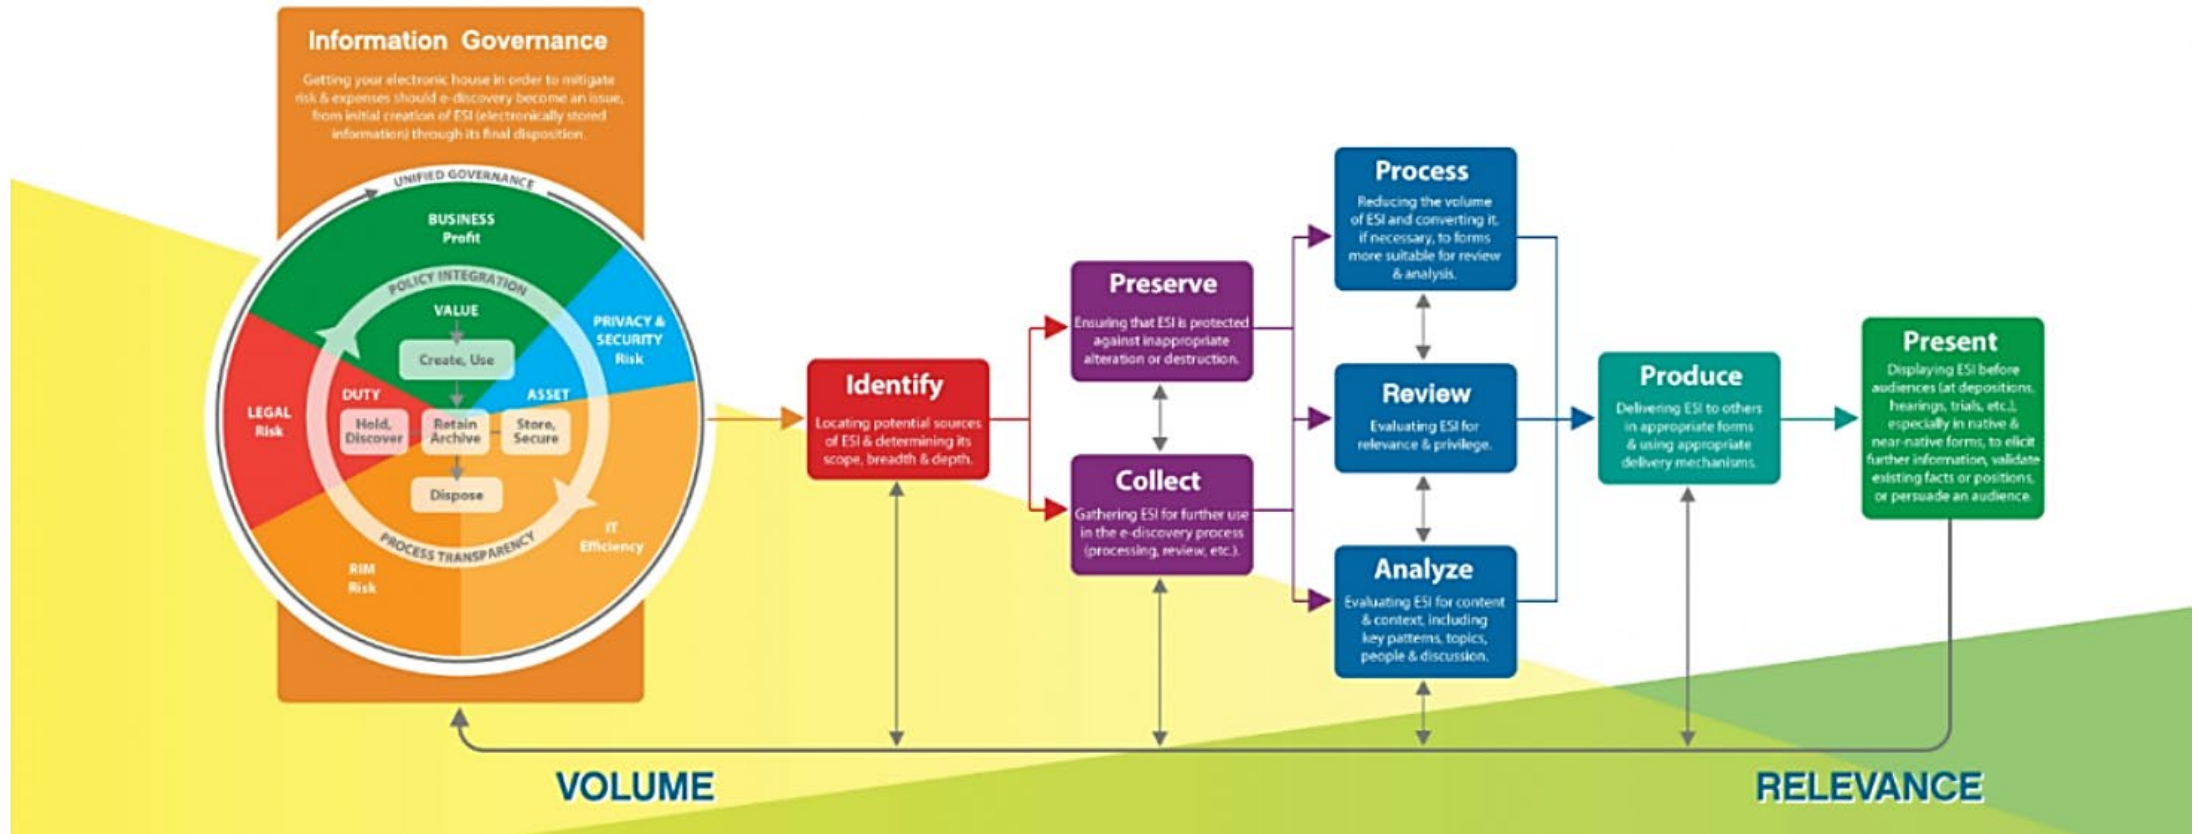 Information Governance
Getting your electronic house in order to mitigate
risk & expenses should e-discovery become an issue,
from initial creation of ESI (electronically stored
information) through its final disposition.
UNIFIED GOVERNANCE
BUSINESS
Profit
POLICY INTEGRATION
VALUE
Create, Use
PRIVACY &
SECURITY
Risk
DUTY
ASSET
LEGAL
Risk
Hold,
Discover
Retain
Archive
Store,
Secure
Dispose
PROCESS TRANSPARENCY
IT
Efficiency
RIM
Risk
Identify
Locating potential sources
of ESI & determining its
scope, breadth & depth.
Preserve
Ensuring that ESI is protected
against inappropriate
alteration or destruction.
Collect
Gathering ESI for further use
in the e-discovery process
(processing, review, etc.).
Process
Reducing the volume
of ESI and converting it,
if necessary, to forms
more suitable for review
& analysis.
Review
Evaluating ESI for
relevance & privilege.
Analyze
Evaluating ESI for content
& context, including
key patterns, topics,
people & discussion.
Produce
Delivering ESI to others
in appropriate forms
& using appropriate
delivery mechanisms.
Present
Displaying ESI before
audiences (at depositions,
hearings, trials, etc.),
especially in native &
near-native forms, to elicit
further information, validate
existing facts or positions,
or persuade an audience.
VOLUME
RELEVANCE